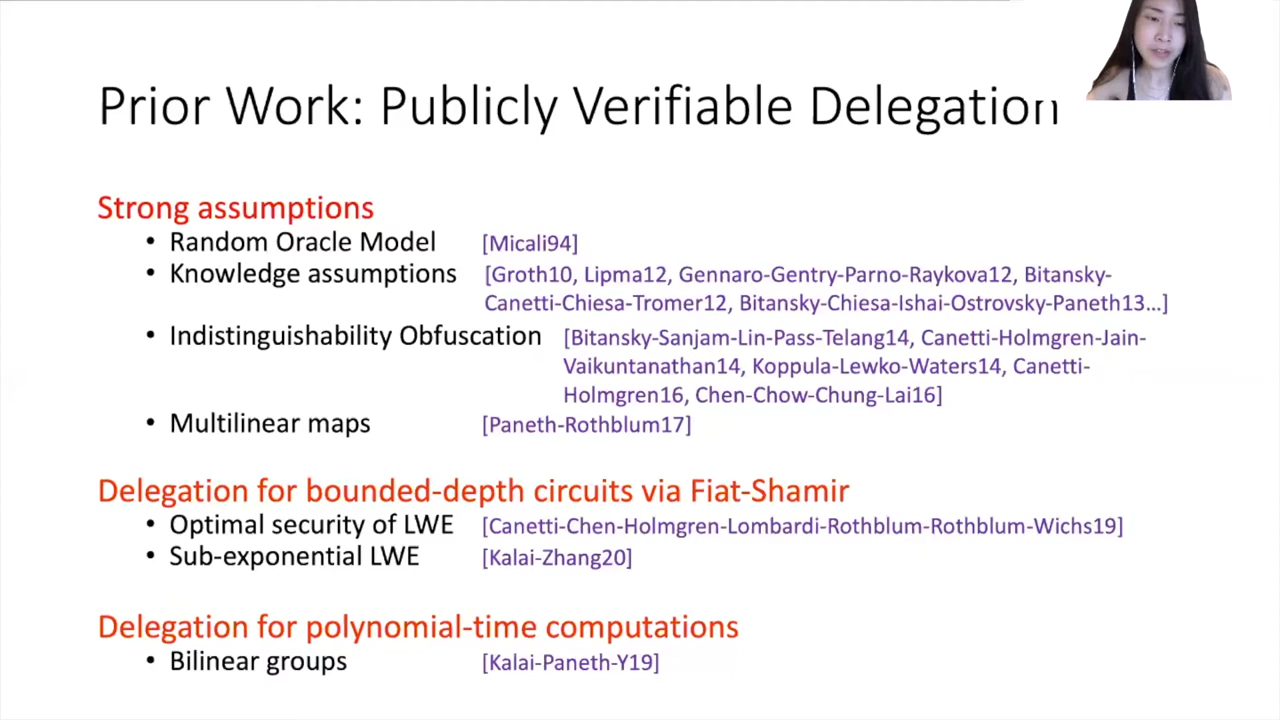 Prior Work: Publicly Verifiable Delegation
Strong assumptions
• Random Oracle Model [Micali94]
• Knowledge assumptions [Groth10, Lipma12, Gennaro-Gentry-Parno-Raykova12, Bitansky-
Canetti-Chiesa-Tromer12, Bitansky-Chiesa-Ishai-Ostrovsky-Paneth13...]
• Indistinguishability Obfuscation [Bitansky-Sanjam-Lin-Pass-Telang14, Canetti-Holmgren-Jain-
Vaikuntanathan14, Koppula-Lewko-Waters14, Canetti-
Holmgren16, Chen-Chow-Chung-Lai16]
• Multilinear maps [Paneth-Rothblum17]
Delegation for bounded-depth circuits via Fiat-Shamir
• Optimal security of LWE [Canetti-Chen-Holmgren-Lombardi-Rothblum-Rothblum-Wichs19]
• Sub-exponential LWE [Kalai-Zhang20]
Delegation for polynomial-time computations
• Bilinear groups [Kalai-Paneth-Y19]